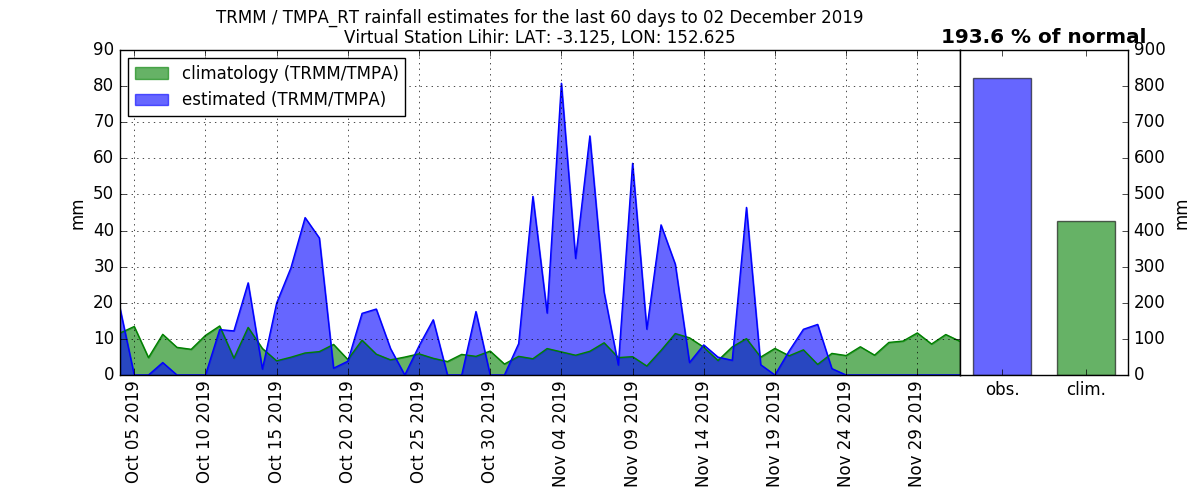 TRMM / TMPA_RT rainfall estimates for the last 60 days to 02 December 2019
Virtual Station Lihir: LAT: -3.125, LON: 152.625
193.6 % of normal
climatology (TRMM/TMPA)
estimated (TRMM/TMPA)
mm
90
80
70
60
50
40
30
20
10
0
Oct 05 2019
Oct 10 2019
Oct 15 2019
Oct 20 2019
Oct 25 2019
Oct 30 2019
Nov 04 2019
Nov 09 2019
Nov 14 2019
Nov 19 2019
Nov 24 2019
Nov 29 2019
obs.
clim.
900
800
700
600
500
400
300
200
100
0
mm